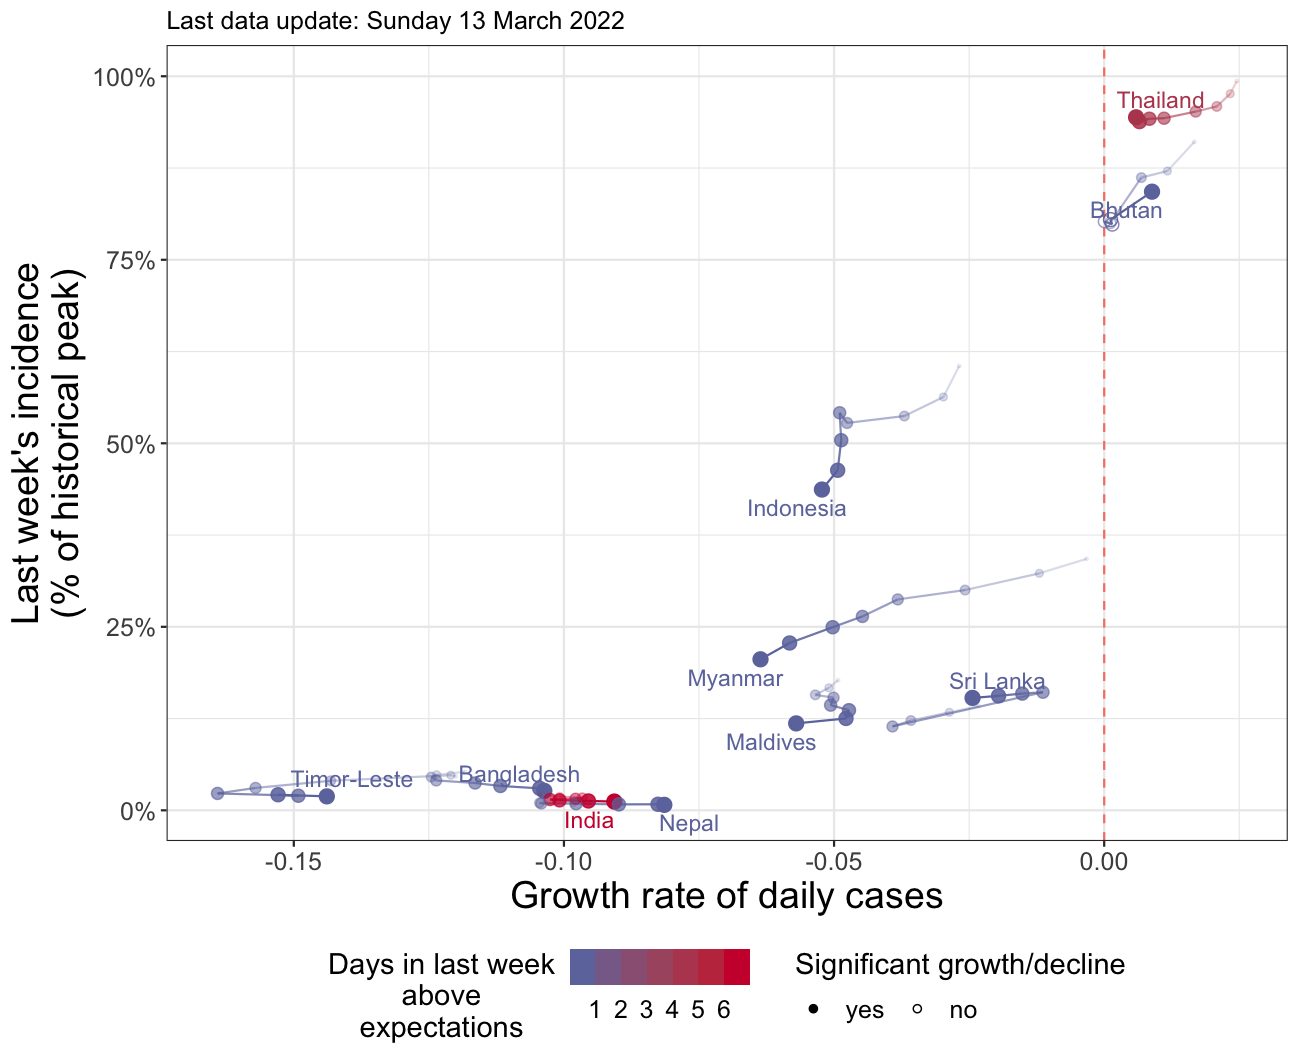 Last data update: Sunday 13 March 2022
100%
75%
50%
25%
0%
Last week's incidence
(% of historical peak)
Thailand
Bhutan
Indonesia
Myanmar
Sri Lanka
Maldives
Timor-Leste
Bangladesh
India
Nepal
-0.15
-0.10
-0.05
0.00
Growth rate of daily cases
Days in last week
above
expectations
1 2 3 4 5 6
Significant growth/decline
yes no